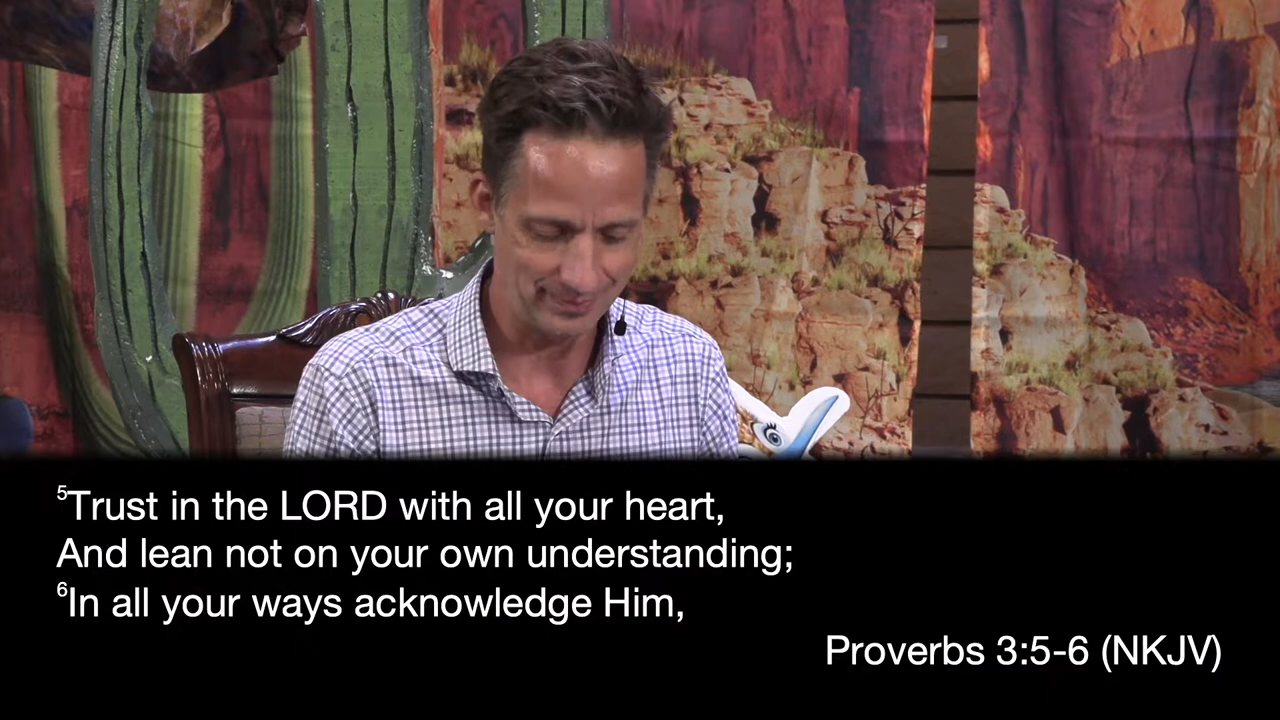 ⁵Trust in the LORD with all your heart,
And lean not on your own understanding;
⁶In all your ways acknowledge Him,
Proverbs 3:5-6 (NKJV)